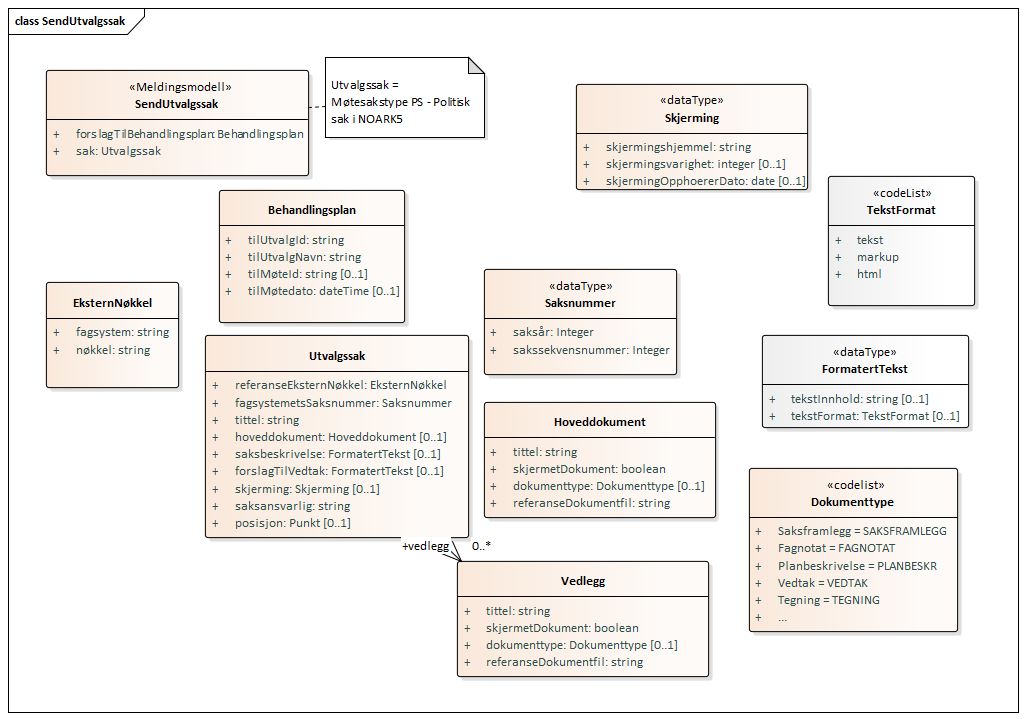 class SendUtvalgssak
«Meldingsmodell»
SendUtvalgssak
+ forslagTilBehandlingsplan: Behandlingsplan
+ sak: Utvalgssak
Utvalgssak =
Møtesakstype PS - Politisk
sak i NOARK5
«dataType»
Skjerming
+ skjermingshjemmel: string
+ skjermingsvarighet: integer [0..1]
+ skjermingOpphoererDato: date [0..1]
«codeList»
TekstFormat
+ tekst
+ markup
+ html
Behandlingsplan
+ tilUtvalgId: string
+ tilUtvalgNavn: string
+ tilMøteId: string [0..1]
+ tilMøtedato: dateTime [0..1]
EksternNøkkel
+ fagsystem: string
+ nøkkel: string
«dataType»
Saksnummer
+ saksår: Integer
+ sakssekvensnummer: Integer
Utvalgssak
+ referanseEksternNøkkel: EksternNøkkel
+ fagsystemetsSaksnummer: Saksnummer
+ tittel: string
+ hoveddokument: Hoveddokument [0..1]
+ saksbeskrivelse: FormatertTekst [0..1]
+ forslagTilVedtak: FormatertTekst [0..1]
+ skjerming: Skjerming [0..1]
+ saksansvarlig: string
+ posisjon: Punkt [0..1]
«dataType»
FormatertTekst
+ tekstInnhold: string [0..1]
+ tekstFormat: TekstFormat [0..1]
Hoveddokument
+ tittel: string
+ skjermetDokument: boolean
+ dokumenttype: Dokumenttype [0..1]
+ referanseDokumentfil: string
«codelist»
Dokumenttype
+ Saksframlegg = SAKSFRAMLEGG
+ Fagnotat = FAGNOTAT
+ Planbeskrivelse = PLANBESKR
+ Vedtak = VEDTAK
+ Tegning = TEGNING
+ ...
+vedlegg 0..*
Vedlegg
+ tittel: string
+ skjermetDokument: boolean
+ dokumenttype: Dokumenttype [0..1]
+ referanseDokumentfil: string